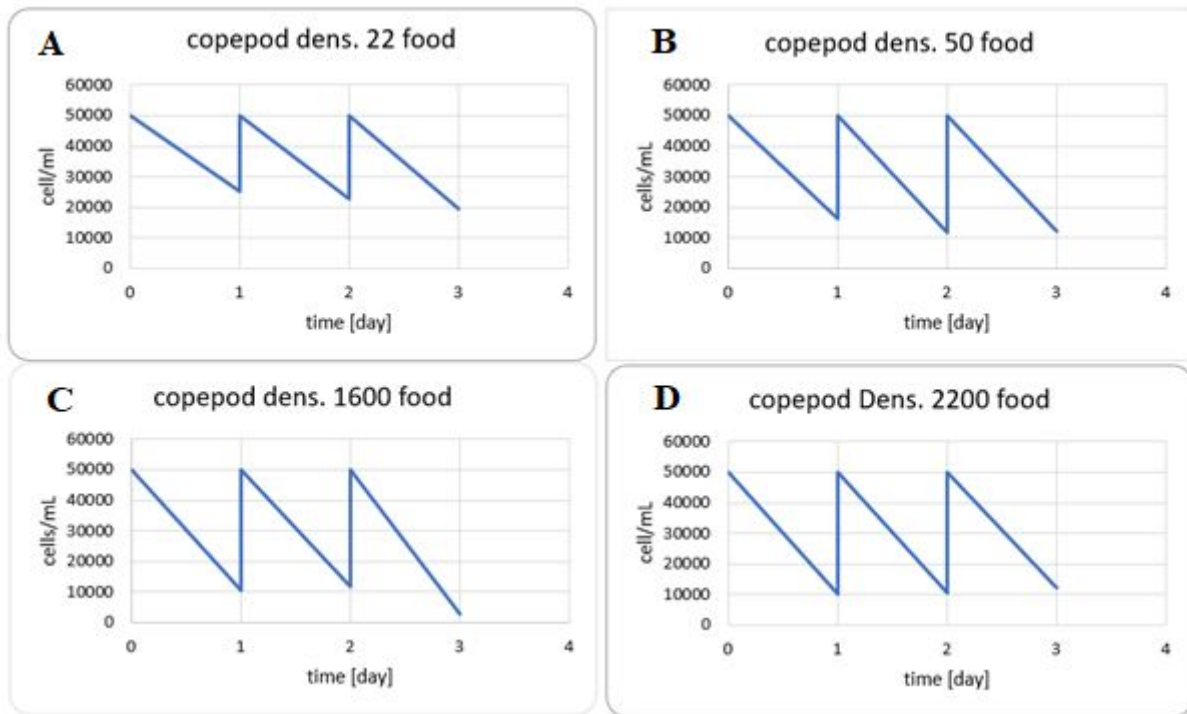 A
copepod dens. 22 food
60000
50000
40000
30000
20000
10000
0
cell/ml
0 1 2 3 4
time [day]
B
copepod dens. 50 food
60000
50000
40000
30000
20000
10000
0
cells/mL
0 1 2 3 4
time [day]
C
copepod dens. 1600 food
60000
50000
40000
30000
20000
10000
0
cells/mL
0 1 2 3 4
time [day]
D
copepod Dens. 2200 food
60000
50000
40000
30000
20000
10000
0
cell/mL
0 1 2 3 4
time [day]